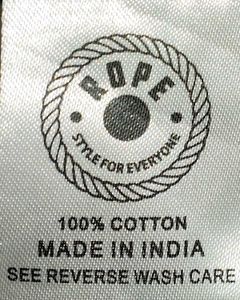 ROPE
STYLE FOR EVERYONE
100% COTTON
MADE IN INDIA
SEE REVERSE WASH CARE